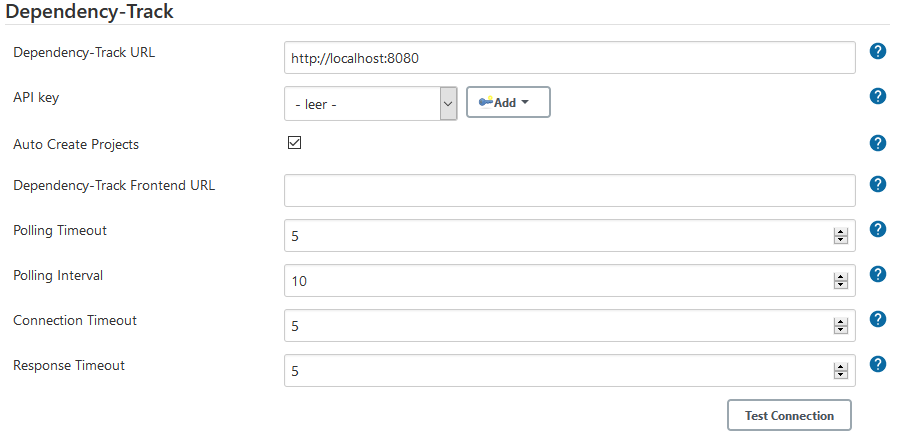 Dependency-Track
Dependency-Track URL
http://localhost:8080
API key
- leer -
Add
Auto Create Projects
Dependency-Track Frontend URL
Polling Timeout
5
Polling Interval
10
Connection Timeout
5
Response Timeout
5
Test Connection